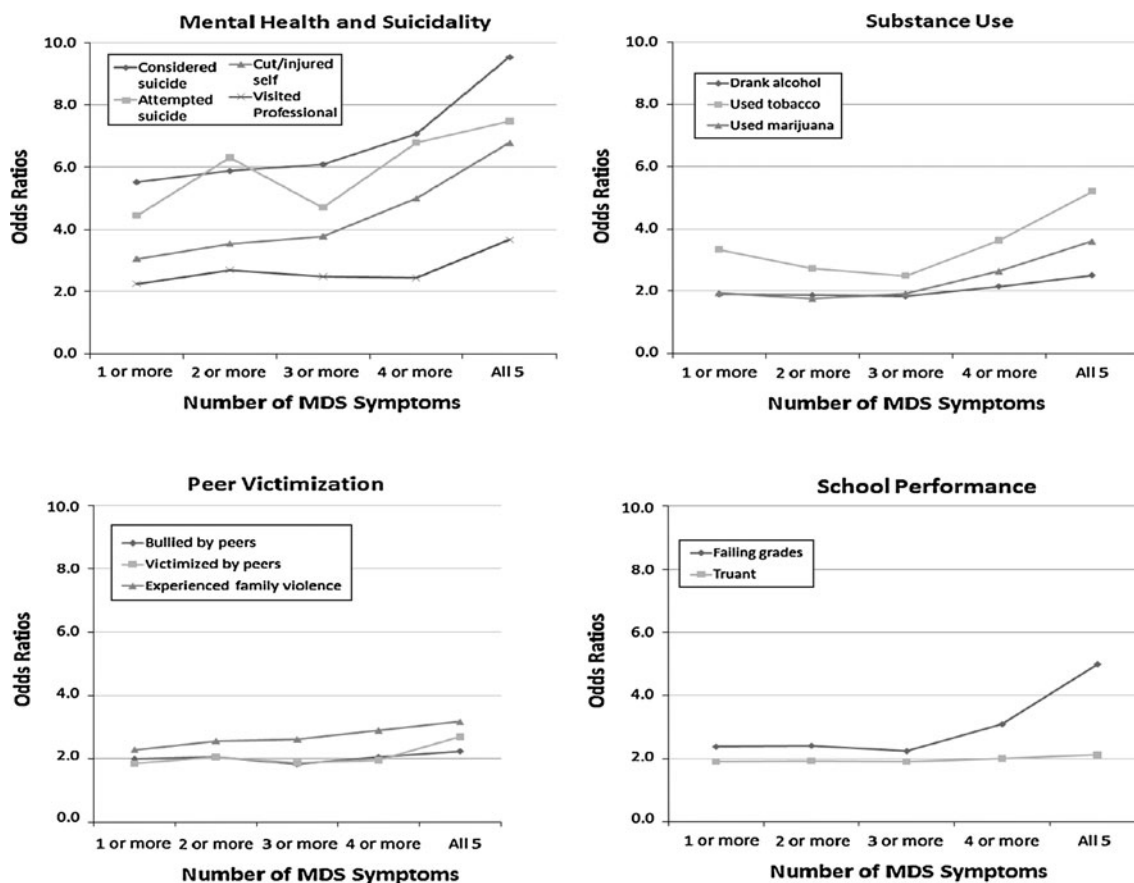 Mental Health and Suicidality
10.0
8.0
6.0
4.0
2.0
0.0
Odds Ratios
Considered suicide
Attempted suicide
Cut/injured self
Visited Professional
1 or more 2 or more 3 or more 4 or more All 5
Number of MDS Symptoms
Substance Use
10.0
8.0
6.0
4.0
2.0
0.0
Odds Ratios
Drank alcohol
Used tobacco
Used marijuana
1 or more 2 or more 3 or more 4 or more All 5
Number of MDS Symptoms
Peer Victimization
10.0
8.0
6.0
4.0
2.0
0.0
Odds Ratios
Bullied by peers
Victimized by peers
Experienced family violence
1 or more 2 or more 3 or more 4 or more All 5
Number of MDS Symptoms
School Performance
10.0
8.0
6.0
4.0
2.0
0.0
Odds Ratios
Failing grades
Truant
1 or more 2 or more 3 or more 4 or more All 5
Number of MDS Symptoms